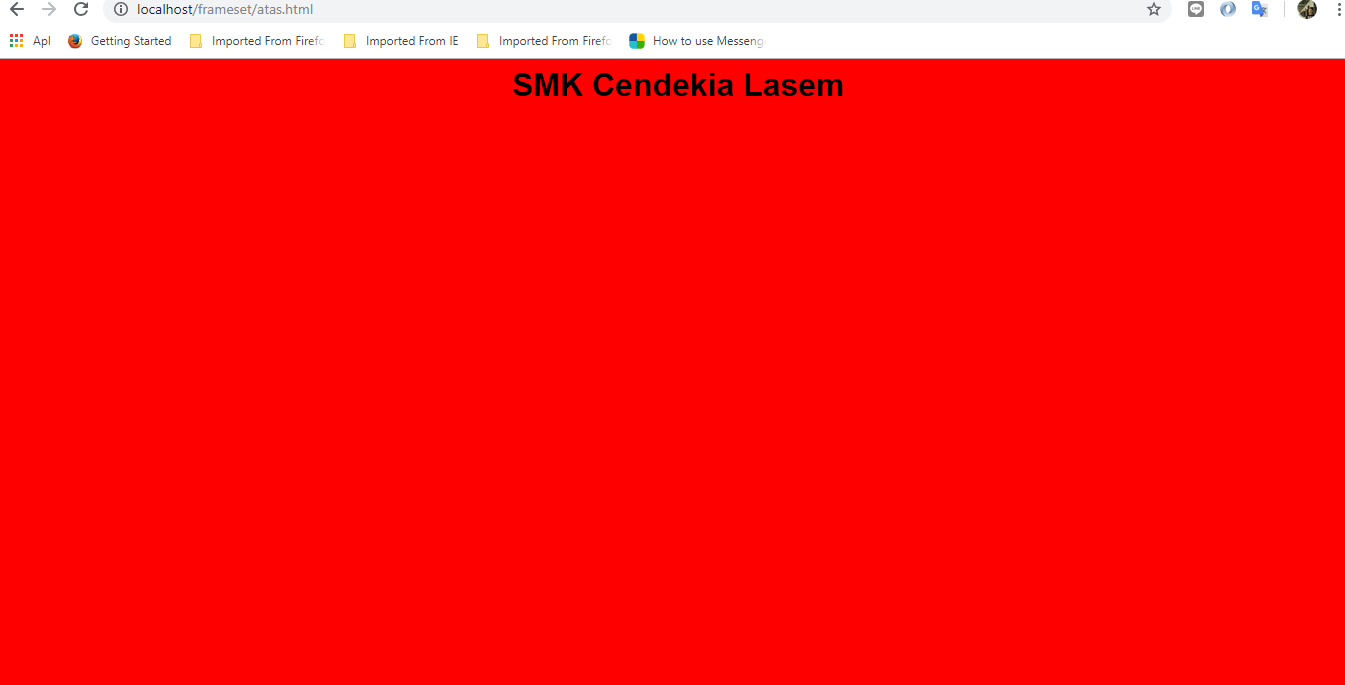 localhost/frameset/atas.html
Apl Getting Started Imported From Firefo Imported From IE Imported From Firefo How to use Messeng
SMK Cendekia Lasem